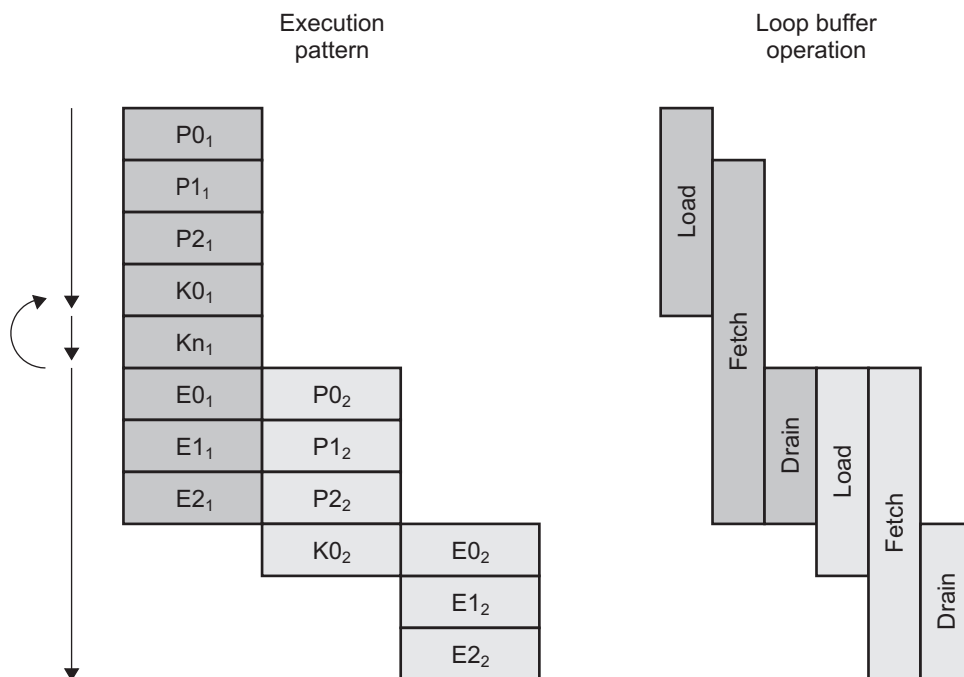 Execution
pattern
Loop buffer
operation
P0₁
P1₁
P2₁
K0₁
Kn₁
E0₁ P0₂
E1₁ P1₂
E2₁ P2₂
K0₂ E0₂
E1₂
E2₂
Load
Fetch
Drain
Load
Fetch
Drain